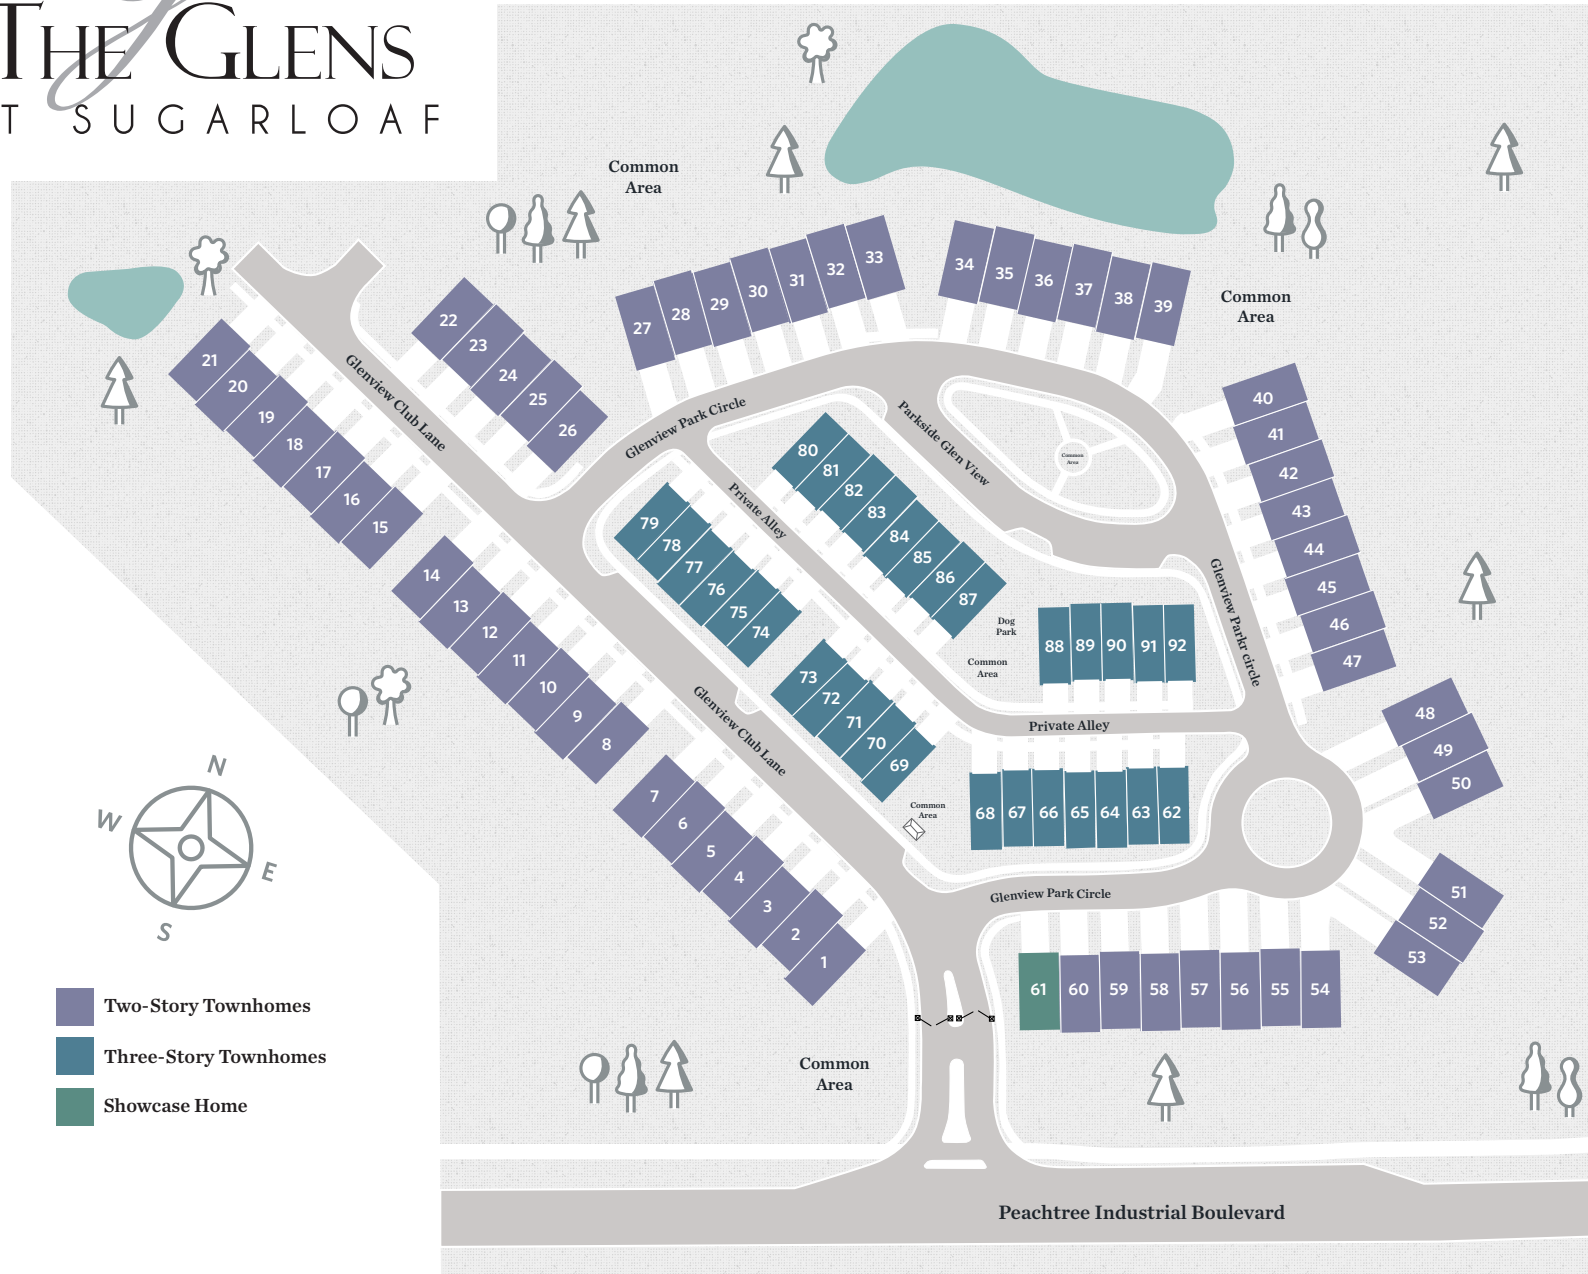 THE GLENS
T SUGARLOAF
Common
Area
33
32
31
30
29
28
27
34
35
36
37
38
39
Common
Area
22
23
24
25
26
21
20
19
18
17
16
15
Glenview Club Lane
Glenview Park Circle
Parkside Glen View
Common
Area
40
41
42
43
44
45
46
47
80
81
82
83
84
85
86
87
Private Alley
79
78
77
76
75
74
Glenview Parkr circle
Dog
Park
Common
Area
88
89
90
91
92
14
13
12
11
10
9
8
73
72
71
70
69
Glenview Club Lane
Private Alley
48
49
50
68
67
66
65
64
63
62
Common
Area
7
6
5
4
3
2
1
Glenview Park Circle
51
52
53
61
60
59
58
57
56
55
54
N
W
E
S
Two-Story Townhomes
Three-Story Townhomes
Showcase Home
Common
Area
Peachtree Industrial Boulevard